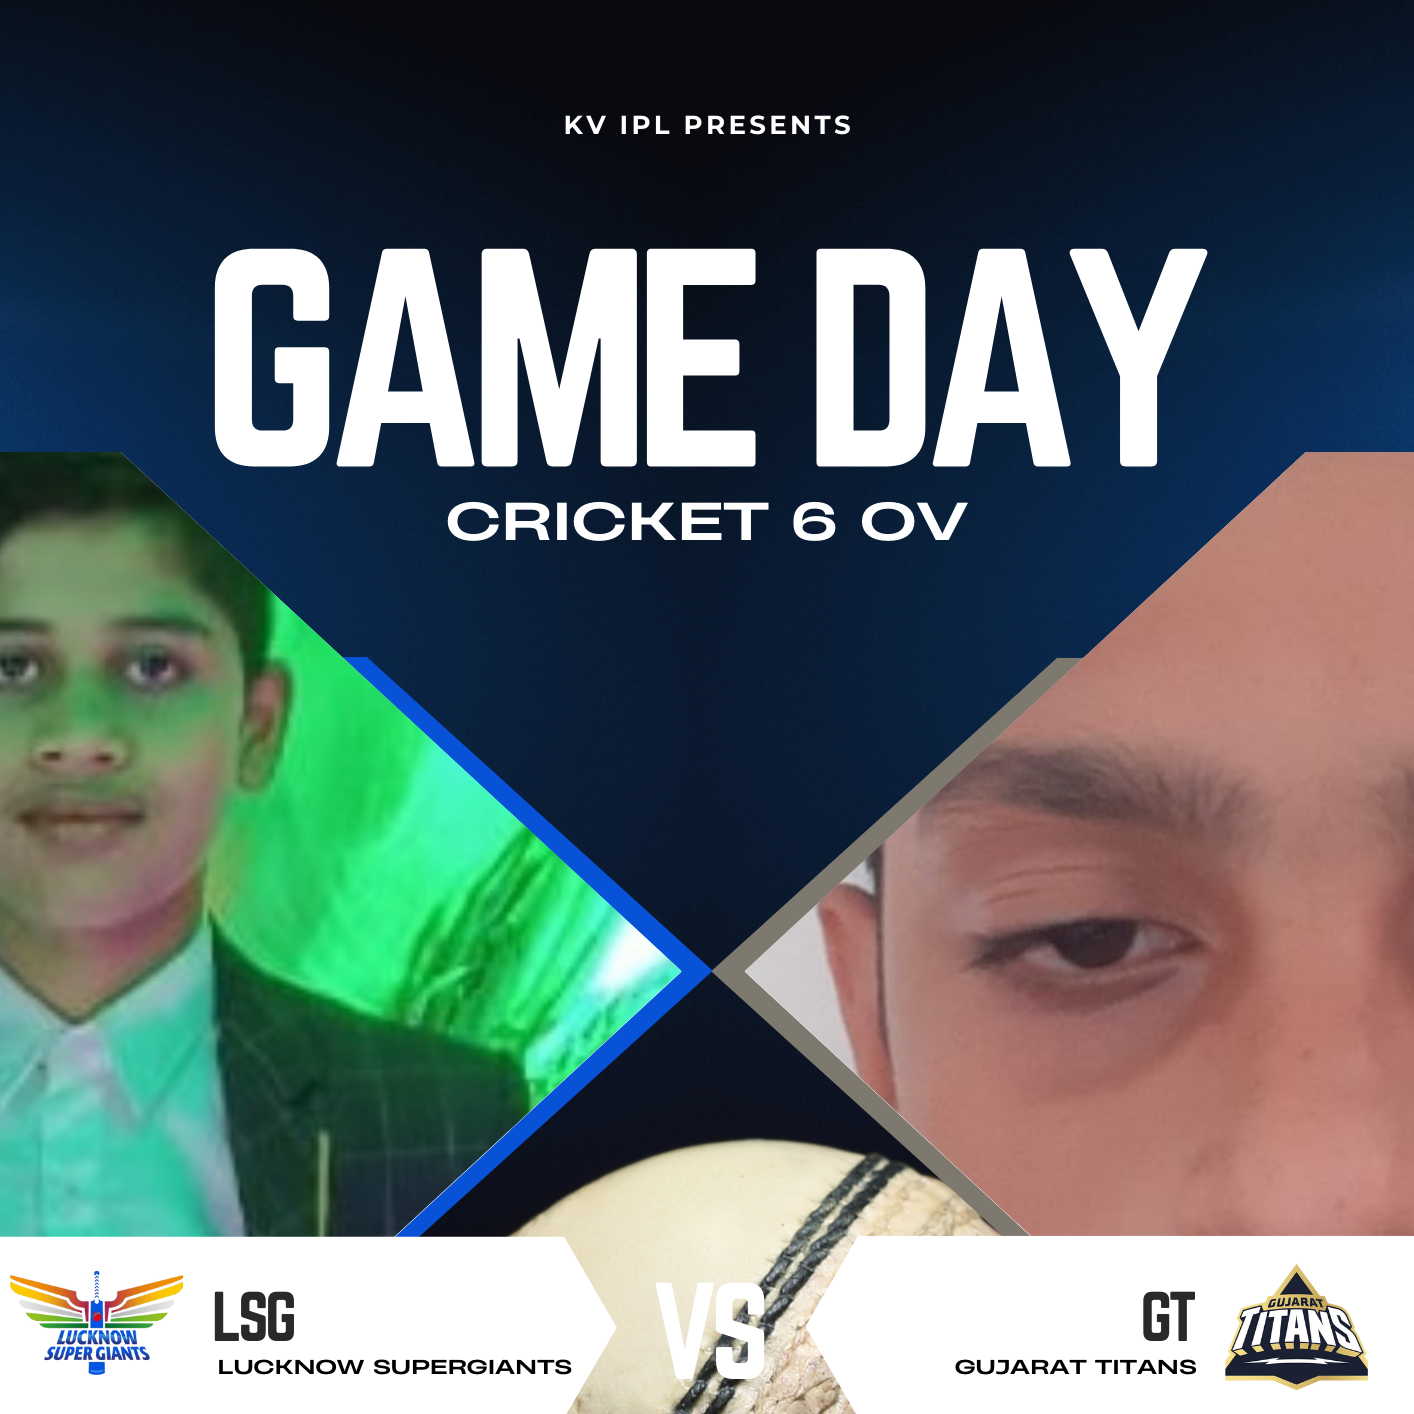 KV IPL PRESENTS
GAME DAY
CRICKET 6 OV
LUCKNOW
SUPER GIANTS
LSG
LUCKNOW SUPERGIANTS
VS
GT
GUJARAT TITANS
GUJARAT
TITANS